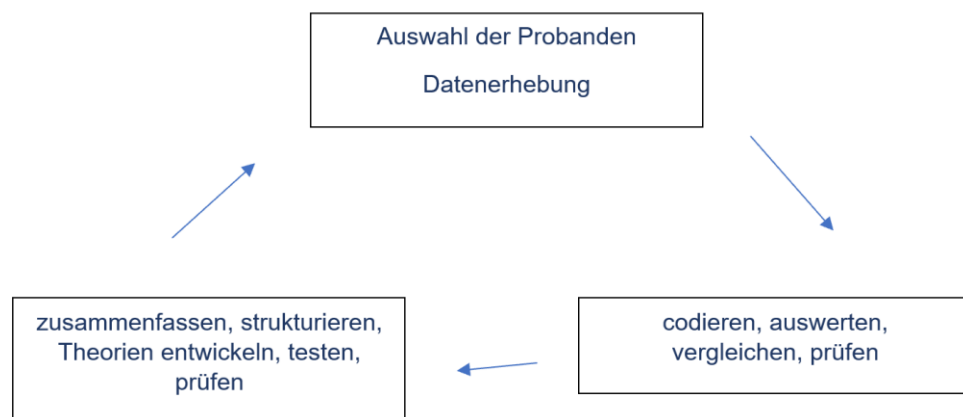 Auswahl der Probanden
Datenerhebung
zusammenfassen, strukturieren,
Theorien entwickeln, testen,
prüfen
codieren, auswerten,
vergleichen, prüfen